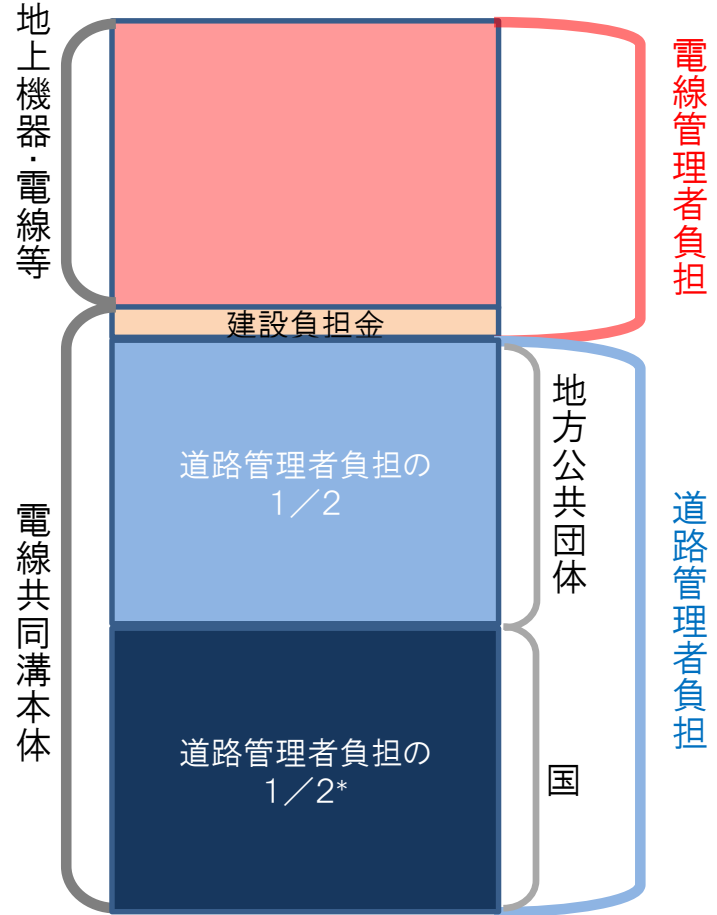 地上機器・電線等
電線管理者負担
建設負担金
道路管理者負担の
1／2
地方公共団体
電線共同溝本体
道路管理者負担
道路管理者負担の
1／2*
国